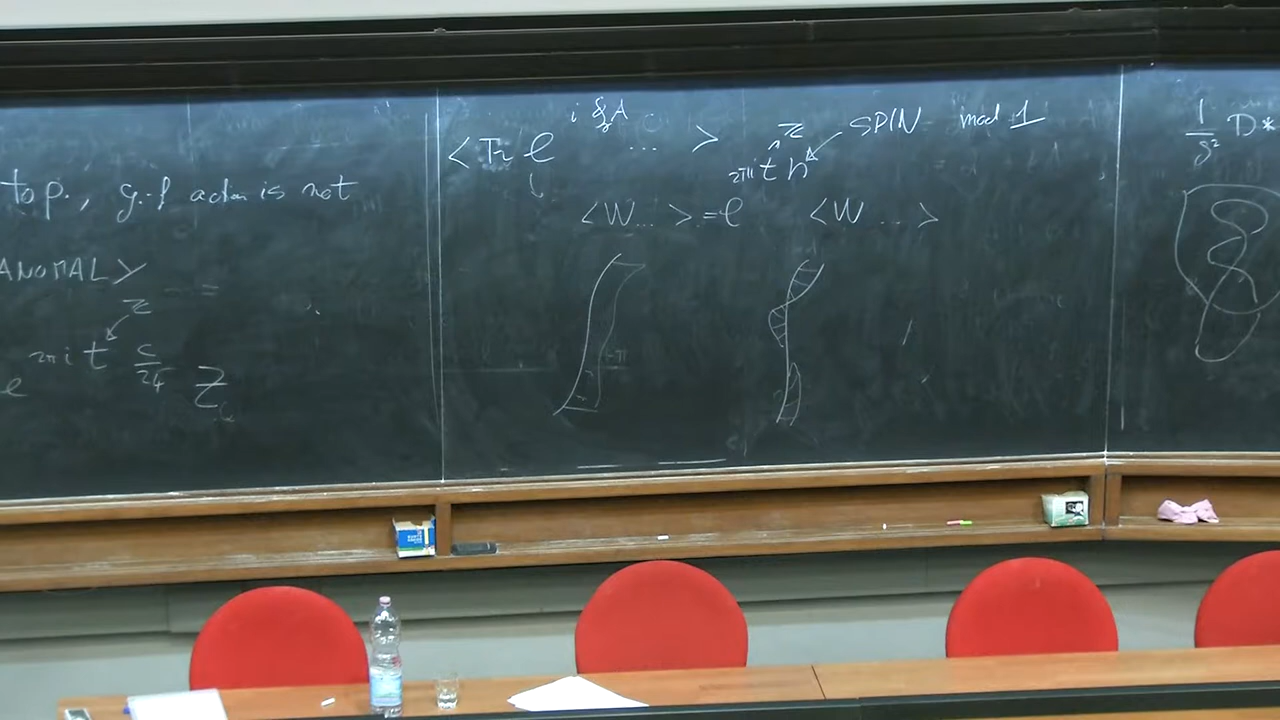 top., g.f action is not
ANOMALY
Z
e^{2πi t c/24} Z
< Tr e^{i∮A} ... >
<W...> = e^{2πi t h} <W ...>
Z
SPIN mod 1
1/g² D*